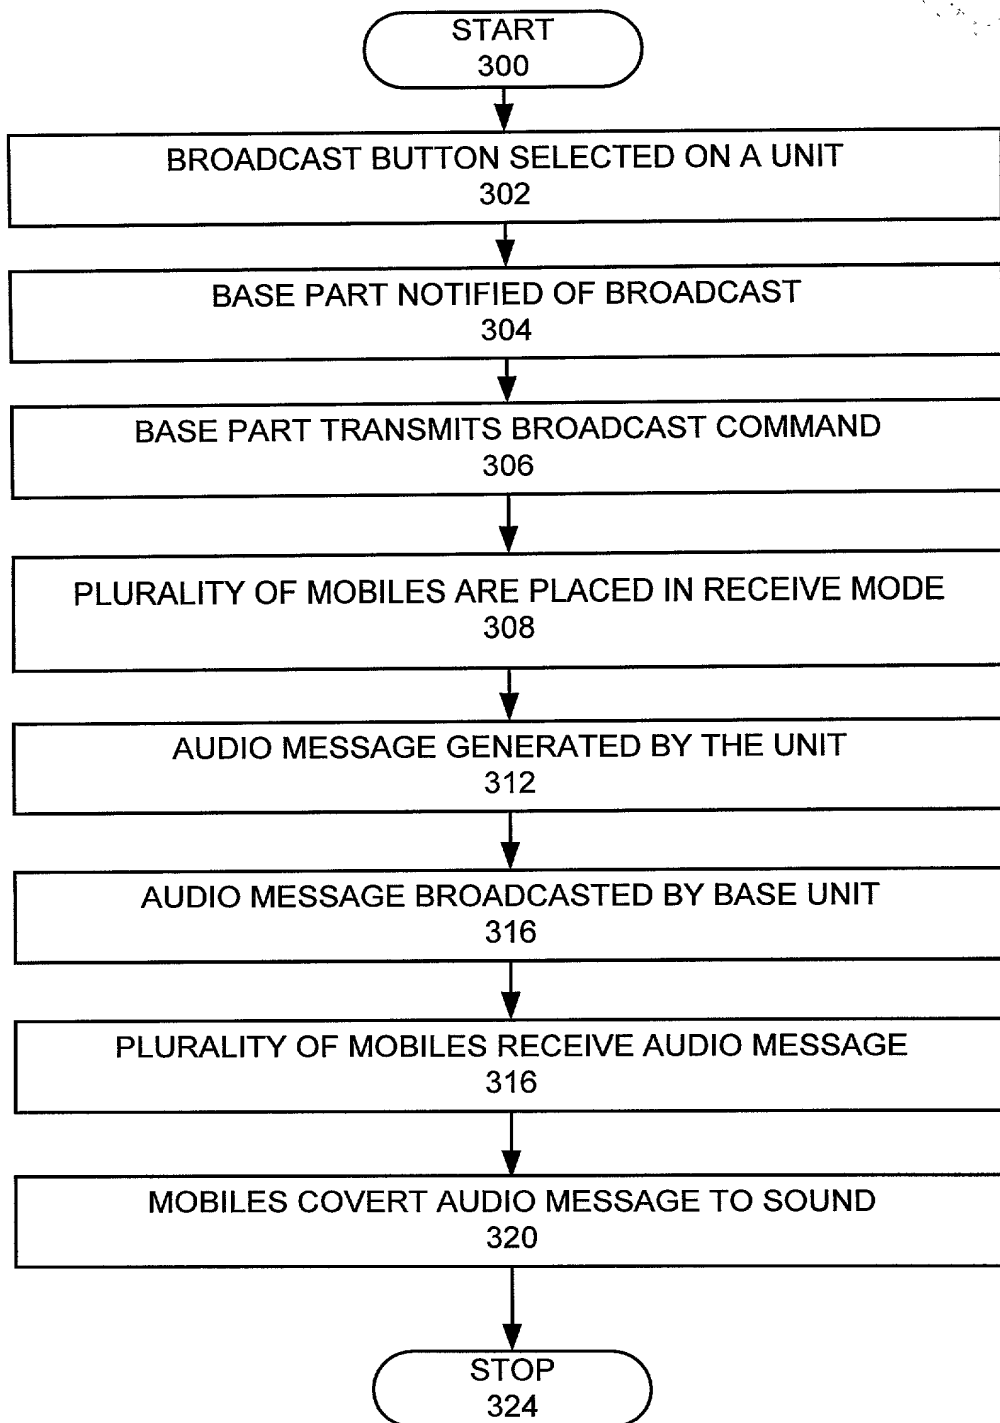 START
300
BROADCAST BUTTON SELECTED ON A UNIT
302
BASE PART NOTIFIED OF BROADCAST
304
BASE PART TRANSMITS BROADCAST COMMAND
306
PLURALITY OF MOBILES ARE PLACED IN RECEIVE MODE
308
AUDIO MESSAGE GENERATED BY THE UNIT
312
AUDIO MESSAGE BROADCASTED BY BASE UNIT
316
PLURALITY OF MOBILES RECEIVE AUDIO MESSAGE
316
MOBILES COVERT AUDIO MESSAGE TO SOUND
320
STOP
324